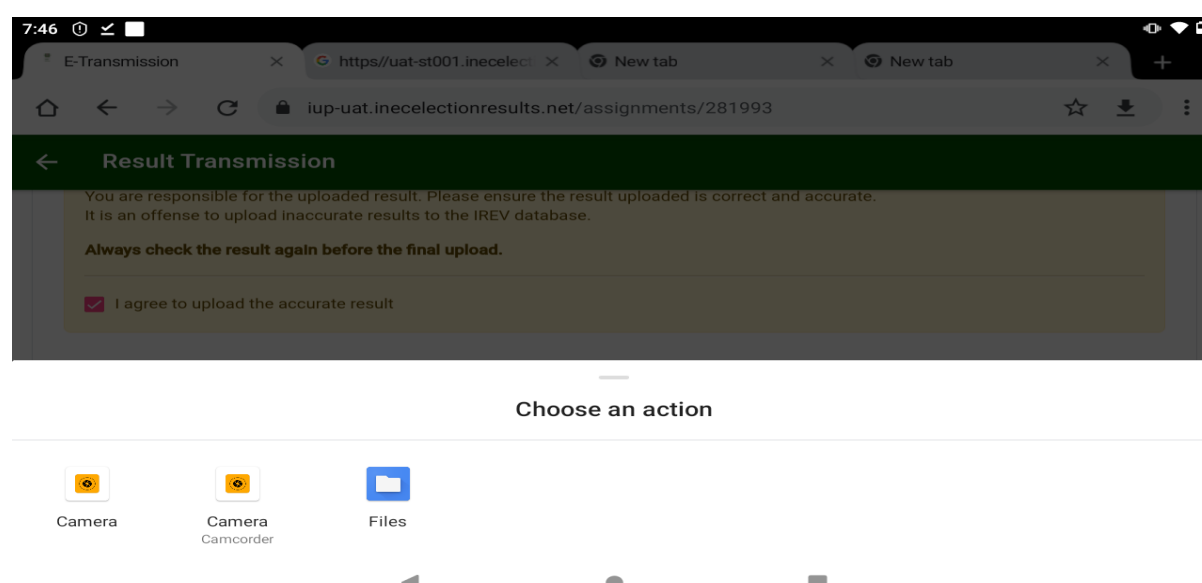 7:46
E-Transmission
https//uat-st001.inecelect
New tab
New tab
iup-uat.inecelectionresults.net/assignments/281993
Result Transmission
You are responsible for the uploaded result. Please ensure the result uploaded is correct and accurate.
It is an offense to upload inaccurate results to the IREV database.
Always check the result again before the final upload.
I agree to upload the accurate result
Choose an action
Camera
Camera
Files
Camcorder